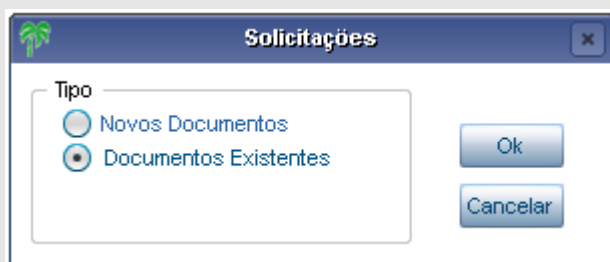 Solicitações
Tipo
Novos Documentos
Documentos Existentes
Ok
Cancelar